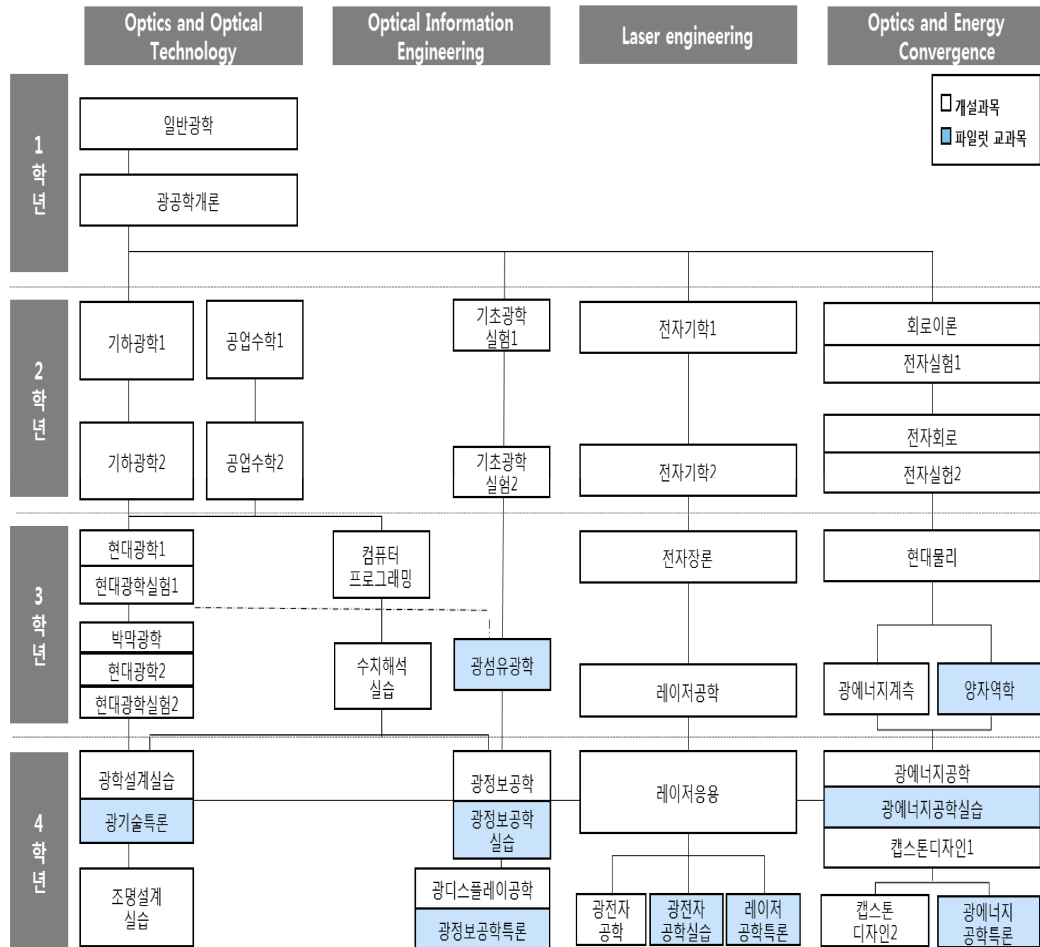 Optics and Optical
Technology
Optical Information
Engineering
Laser engineering
Optics and Energy
Convergence
개설과목
파일럿 교과목
1
학
년
일반광학
광공학개론
2
학
년
기하광학1
공업수학1
기초광학
실험1
전자기학1
회로이론
전자실험1
기하광학2
공업수학2
기초광학
실험2
전자기학2
전자회로
전자실험2
3
학
년
현대광학1
현대광학실험1
컴퓨터
프로그래밍
전자장론
현대물리
박막광학
현대광학2
현대광학실험2
수치해석
실습
광섬유광학
레이저공학
광에너지계측
양자역학
4
학
년
광학설계실습
광기술특론
광정보공학
광정보공학
실습
레이저응용
광에너지공학
광에너지공학실습
캡스톤디자인1
조명설계
실습
광디스플레이공학
광정보공학특론
광전자
공학
광전자
공학실습
레이저
공학특론
캡스톤
디자인2
광에너지
공학특론